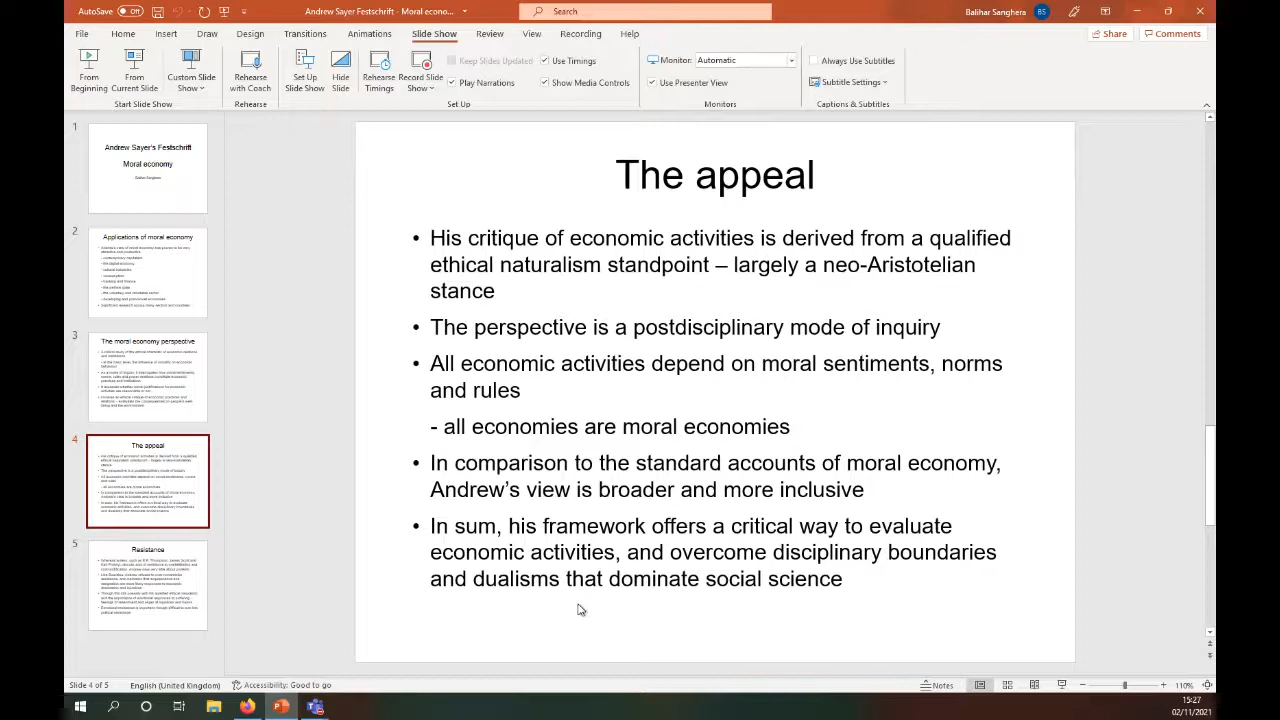 AutoSave Off
Andrew Sayer Festschrift - Moral econo...
Search
Balihar Sanghera BS
File Home Insert Draw Design Transitions Animations Slide Show Review View Recording Help
Share Comments
From Beginning
From Current Slide
Custom Slide Show
Start Slide Show
Rehearse with Coach
Rehearse
Set Up Slide Show
Hide Slide
Rehearse Timings
Record Slide Show
Keep Slides Updated
Use Timings
Play Narrations
Show Media Controls
Set Up
Monitor: Automatic
Use Presenter View
Monitors
Always Use Subtitles
Subtitle Settings
Captions & Subtitles
1
Andrew Sayer's Festschrift
Moral economy
Balihar Sanghera
2
Applications of moral economy
3
The moral economy perspective
4
The appeal
5
Resistance
The appeal
• His critique of economic activities is derived from a qualified
ethical naturalism standpoint – largely a neo-Aristotelian
stance
• The perspective is a postdisciplinary mode of inquiry
• All economic activities depend on moral sentiments, norms
and rules
- all economies are moral economies
• In comparison to the standard accounts of moral economy,
Andrew's view is broader and more inclusive
• In sum, his framework offers a critical way to evaluate
economic activities, and overcome disciplinary boundaries
and dualisms that dominate social science
Slide 4 of 5 English (United Kingdom) Accessibility: Good to go
Notes
110%
15:27
02/11/2021